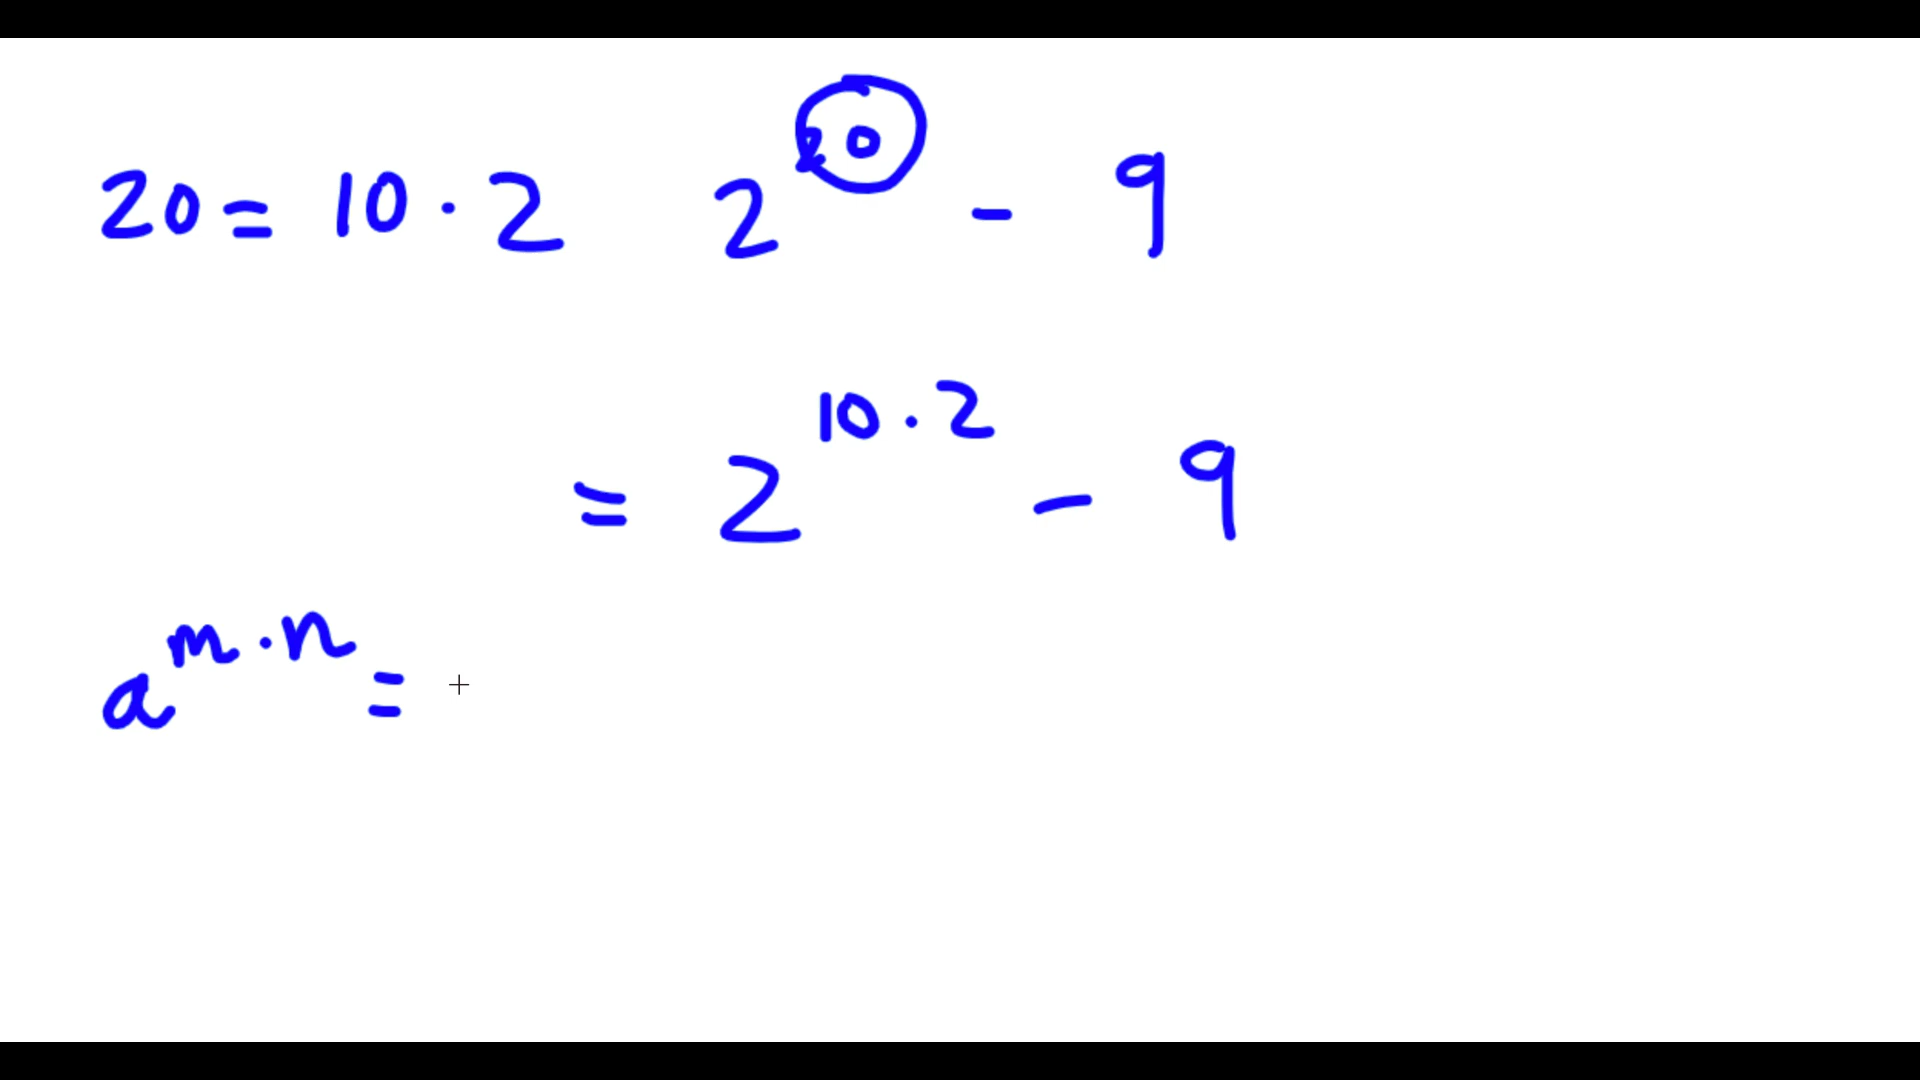 20 = 10 · 2 2^20 - 9
= 2^10·2 - 9
a^m·n =